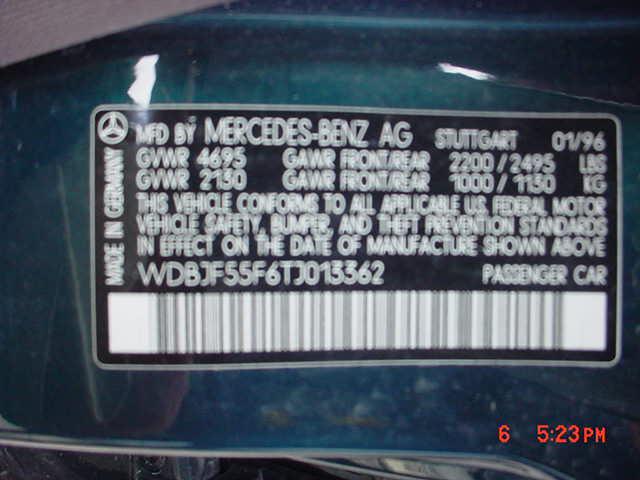 MADE IN GERMANY
MFD BY MERCEDES-BENZ AG STUTTGART 01/96
GVWR 4695 GAWR FRONT/REAR 2200/2495 LBS
GVWR 2130 GAWR FRONT/REAR 1000/1130 KG
THIS VEHICLE CONFORMS TO ALL APPLICABLE U.S. FEDERAL MOTOR
VEHICLE SAFETY, BUMPER, AND THEFT PREVENTION STANDARDS
IN EFFECT ON THE DATE OF MANUFACTURE SHOWN ABOVE
WDBJF55F6TJ013362 PASSENGER CAR
6 5:23PM